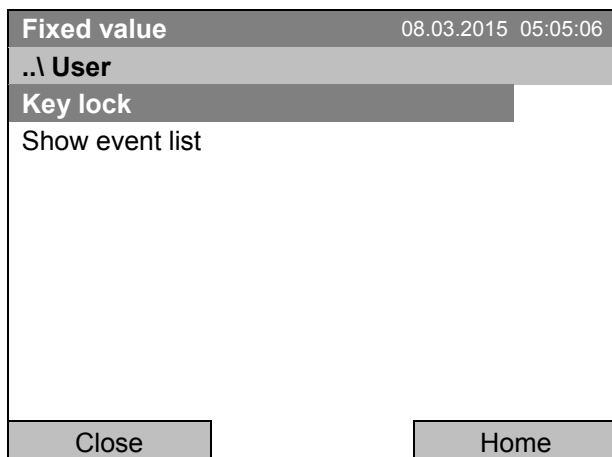 Fixed value 08.03.2015 05:05:06
..\ User
Key lock
Show event list
Close Home